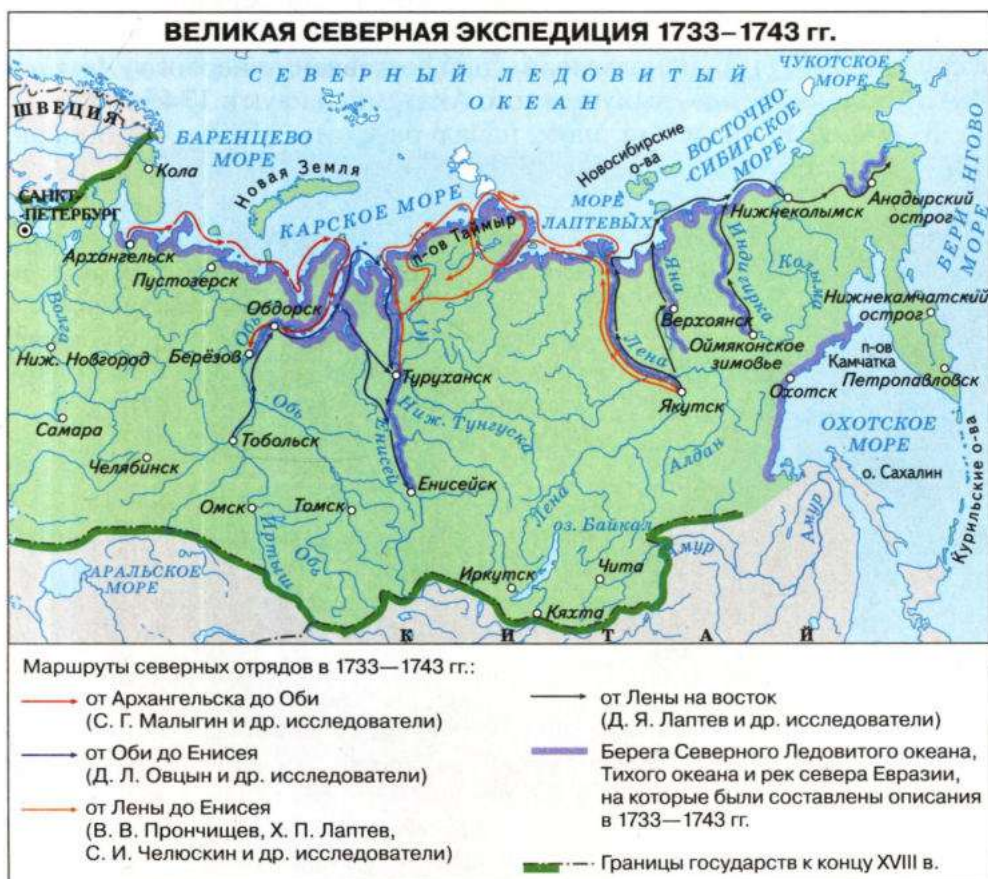 ВЕЛИКАЯ СЕВЕРНАЯ ЭКСПЕДИЦИЯ 1733–1743 гг.
СЕВЕРНЫЙ ЛЕДОВИТЫЙ
ОКЕАН
ЧУКОТСКОЕ
МОРЕ
ШВЕЦИЯ
БАРЕНЦЕВО
МОРЕ
Кола
Новая Земля
КАРСКОЕ МОРЕ
Новосибирские
о-ва
ВОСТОЧНО-
СИБИРСКОЕ
МОРЕ
БЕРИНГОВО
МОРЕ
САНКТ-
ПЕТЕРБУРГ
МОРЕ
ЛАПТЕВЫХ
п-ов Таймыр
Нижнеколымск
Анадырский
острог
Архангельск
Пустозерск
Обдорск
Обь
Берёзов
Волга
Ниж. Новгород
Яна
Индигирка
Колыма
Верхоянск
Оймяконское
зимовье
Нижнекамчатский
острог
п-ов
Камчатка
Петропавловск
Охотск
Туруханск
Лена
Якутск
Самара
Тобольск
Обь
Енисей
Ниж. Тунгуска
Алдан
ОХОТСКОЕ
МОРЕ
о. Сахалин
Курильские о-ва
Челябинск
Омск
Томск
Енисейск
Лена
оз. Байкал
Амур
Амур
Иртыш
Обь
АРАЛЬСКОЕ
МОРЕ
Иркутск
Чита
Кяхта
КИТАЙ
Маршруты северных отрядов в 1733—1743 гг.:
от Архангельска до Оби
(С. Г. Малыгин и др. исследователи)
от Оби до Енисея
(Д. Л. Овцын и др. исследователи)
от Лены до Енисея
(В. В. Прончищев, Х. П. Лаптев,
С. И. Челюскин и др. исследователи)
от Лены на восток
(Д. Я. Лаптев и др. исследователи)
Берега Северного Ледовитого океана,
Тихого океана и рек севера Евразии,
на которые были составлены описания
в 1733—1743 гг.
Границы государств к концу XVIII в.